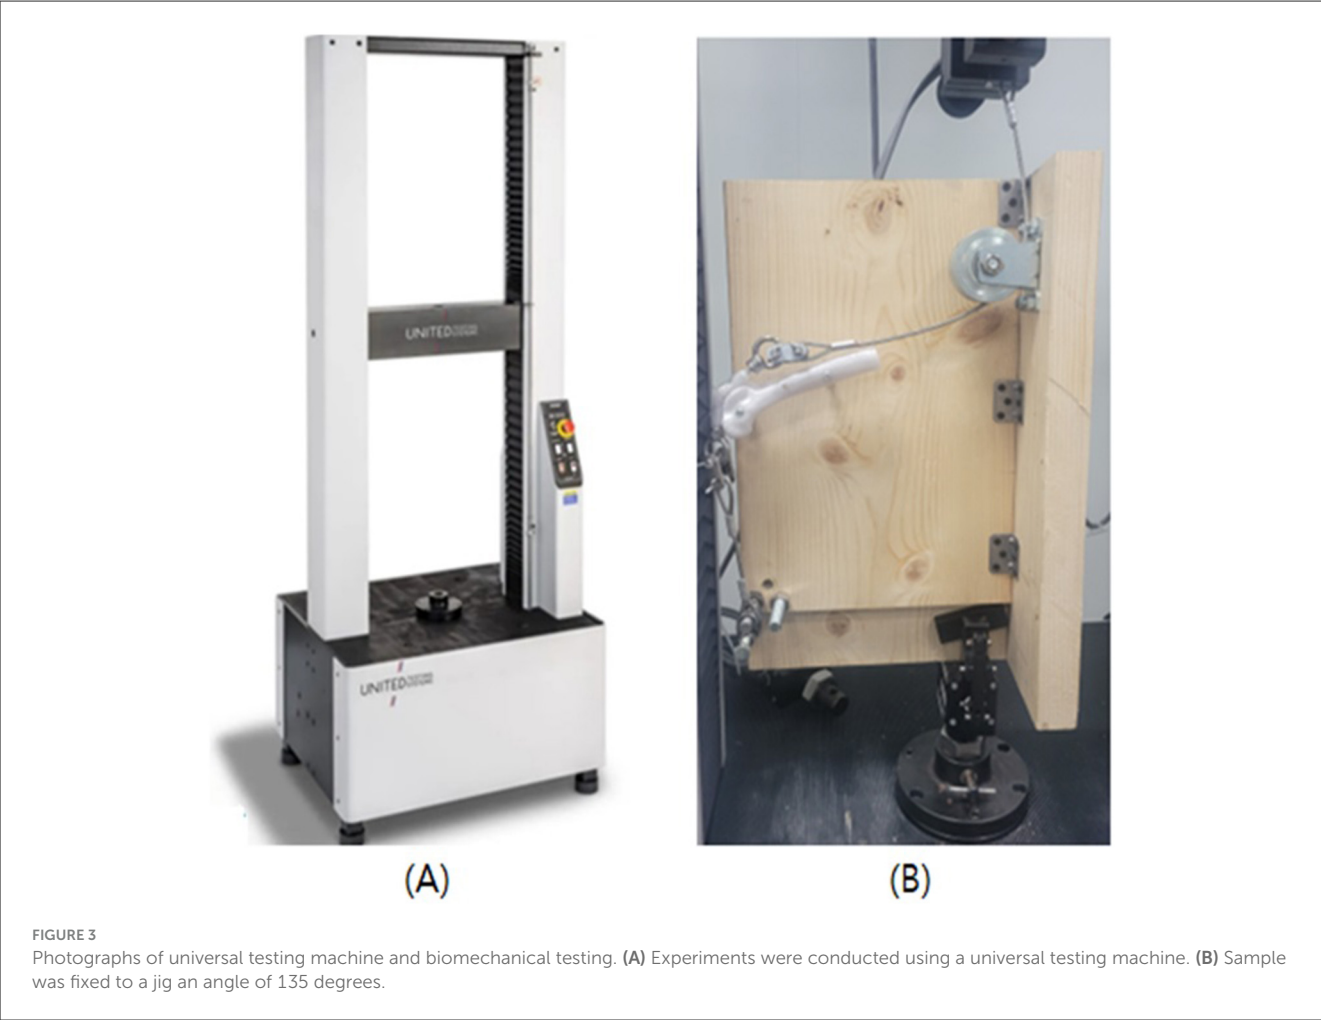 UNITED
UNITED
(A)
(B)
FIGURE 3
Photographs of universal testing machine and biomechanical testing. (A) Experiments were conducted using a universal testing machine. (B) Sample
was fixed to a jig an angle of 135 degrees.